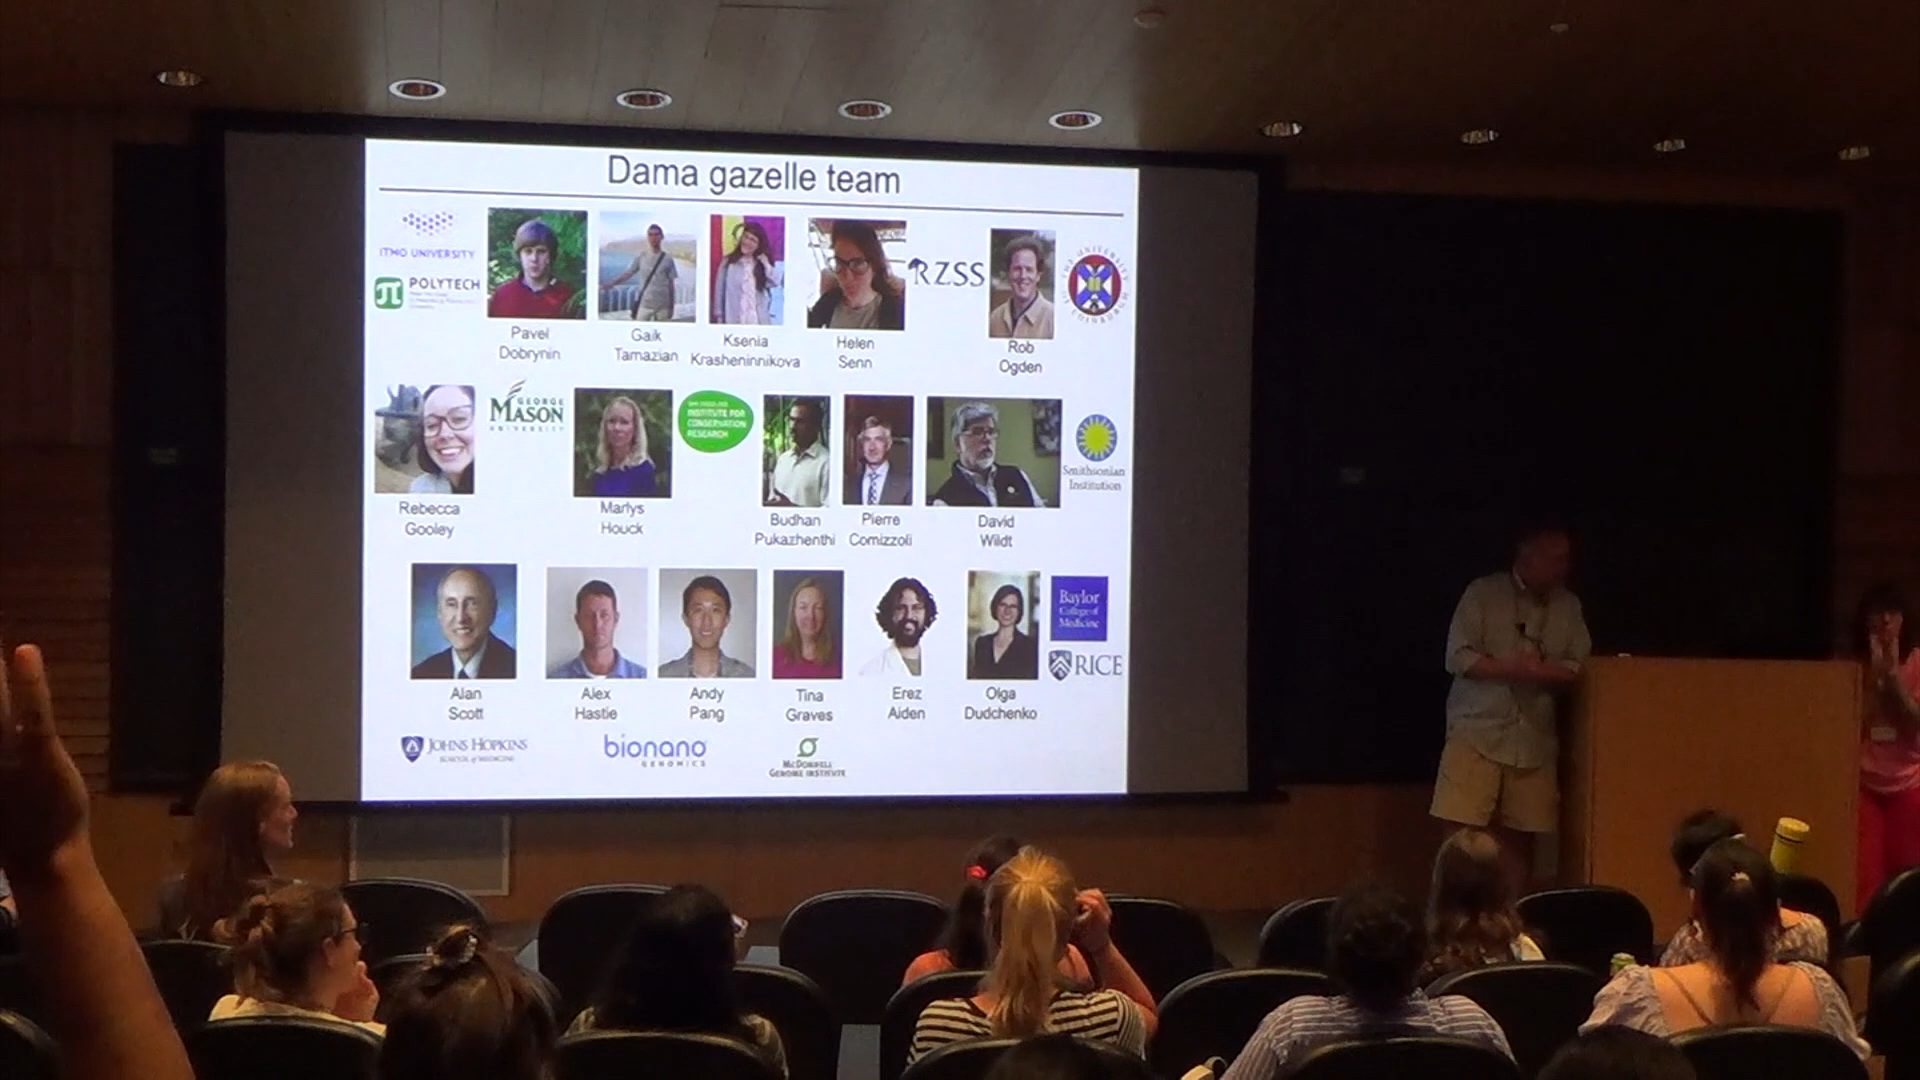 Dama gazelle team
ITMO UNIVERSITY
POLYTECH
Pavel
Dobrynin
Gaik
Tamazian
Ksenia
Krasheninnikova
Helen
Senn
RZSS
Rob
Ogden
THE UNIVERSITY
OF EDINBURGH
Rebecca
Gooley
GEORGE
MASON
UNIVERSITY
Marlys
Houck
INSTITUTE FOR
CONSERVATION
RESEARCH
Budhan
Pukazhenthi
Pierre
Comizzoli
David
Wildt
Smithsonian
Institution
Alan
Scott
Alex
Hastie
Andy
Pang
Tina
Graves
Erez
Aiden
Olga
Dudchenko
Baylor
College of
Medicine
RICE
JOHNS HOPKINS
SCHOOL of MEDICINE
bionano
GENOMICS
McDONNELL
GENOME INSTITUTE